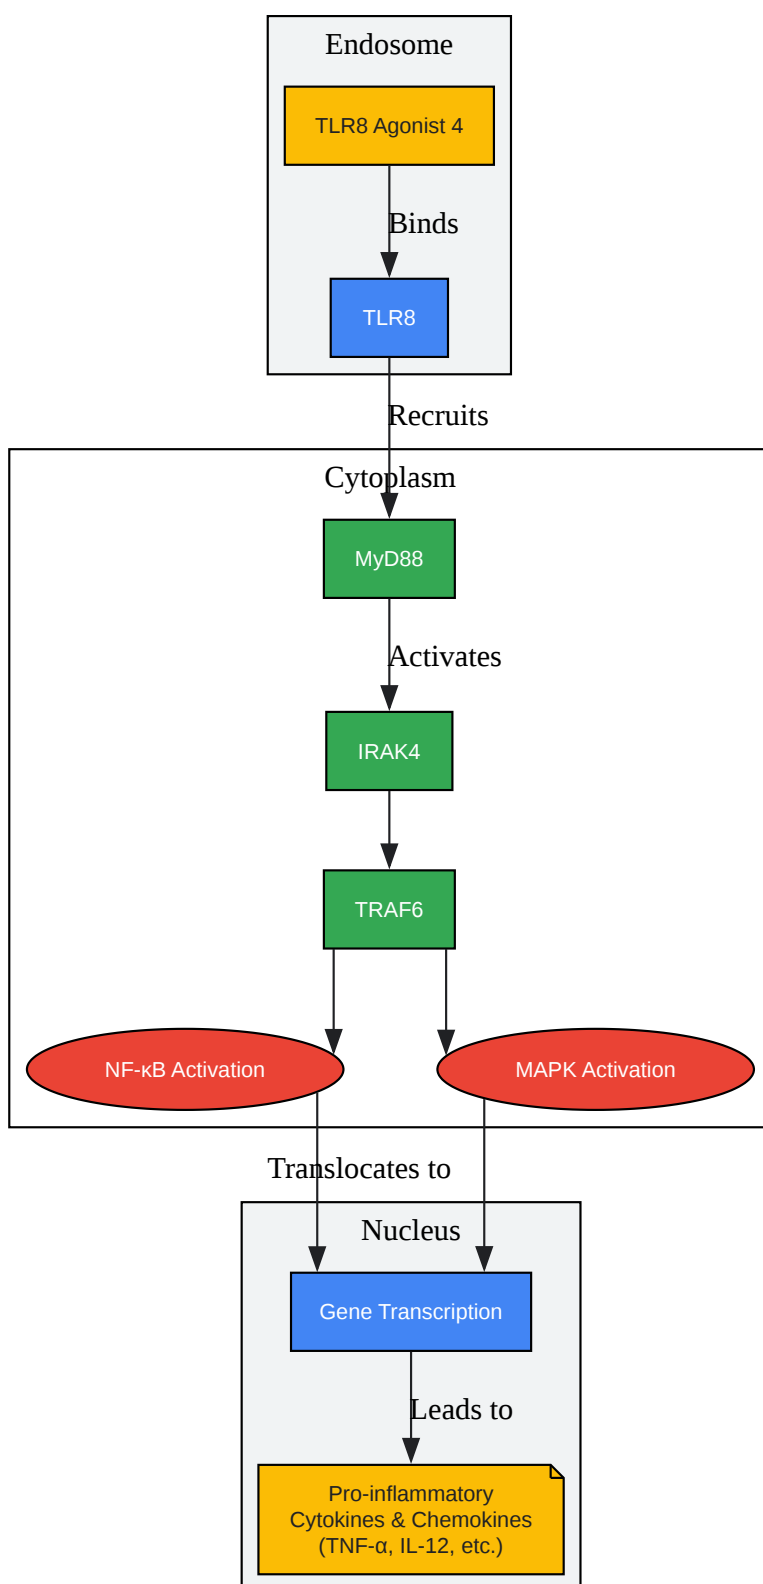 Endosome
TLR8 Agonist 4
Binds
TLR8
Recruits
Cytoplasm
MyD88
Activates
IRAK4
TRAF6
NF-κB Activation
MAPK Activation
Translocates to
Nucleus
Gene Transcription
Leads to
Pro-inflammatory
Cytokines & Chemokines
(TNF-α, IL-12, etc.)